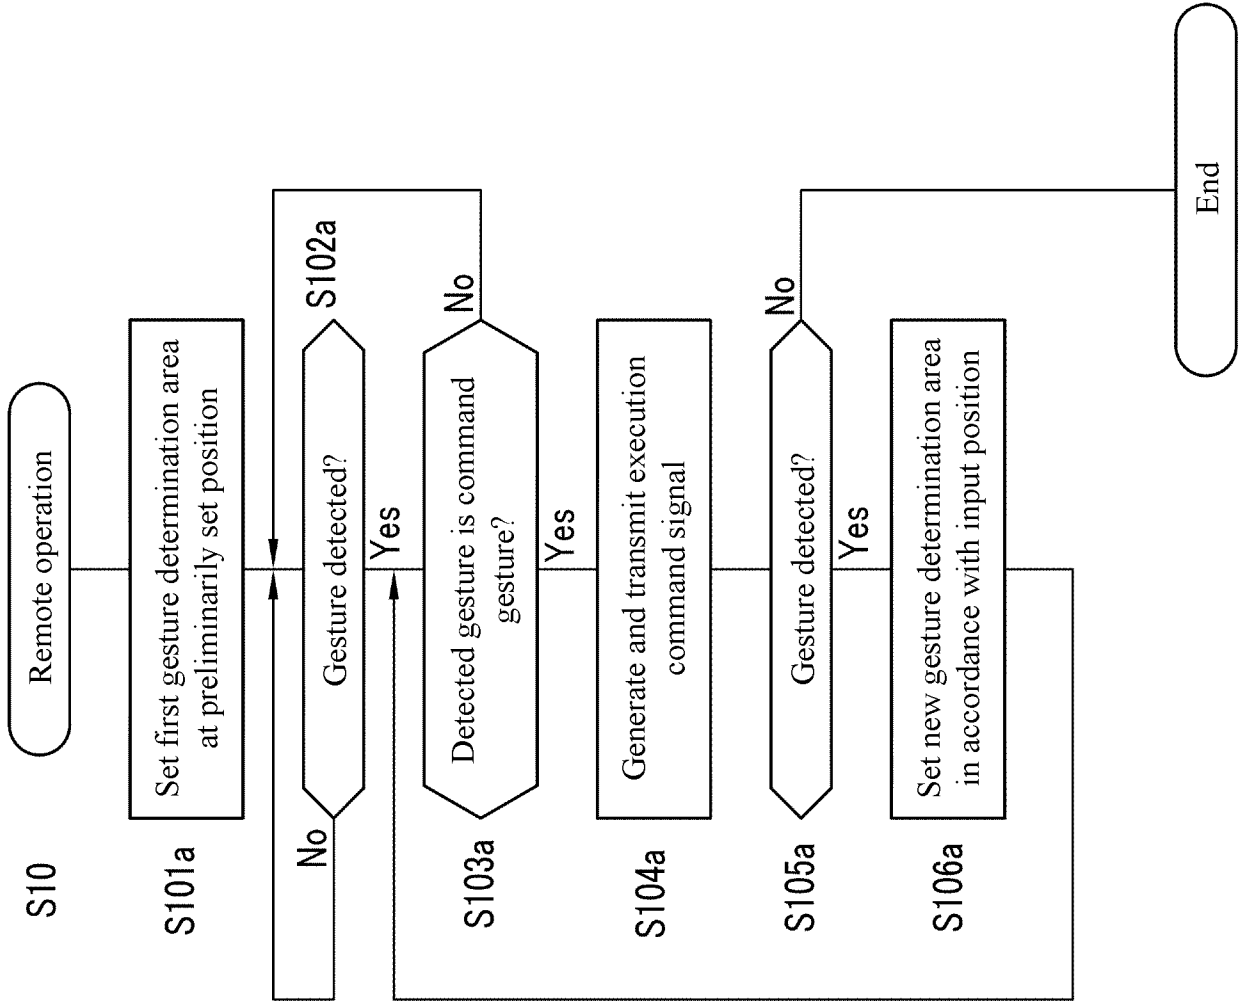 S10
Remote operation
S101a
Set first gesture determination area
at preliminarily set position
S102a
Gesture detected?
No
Yes
S103a
Detected gesture is command
gesture?
No
Yes
S104a
Generate and transmit execution
command signal
S105a
Gesture detected?
No
Yes
S106a
Set new gesture determination area
in accordance with input position
End